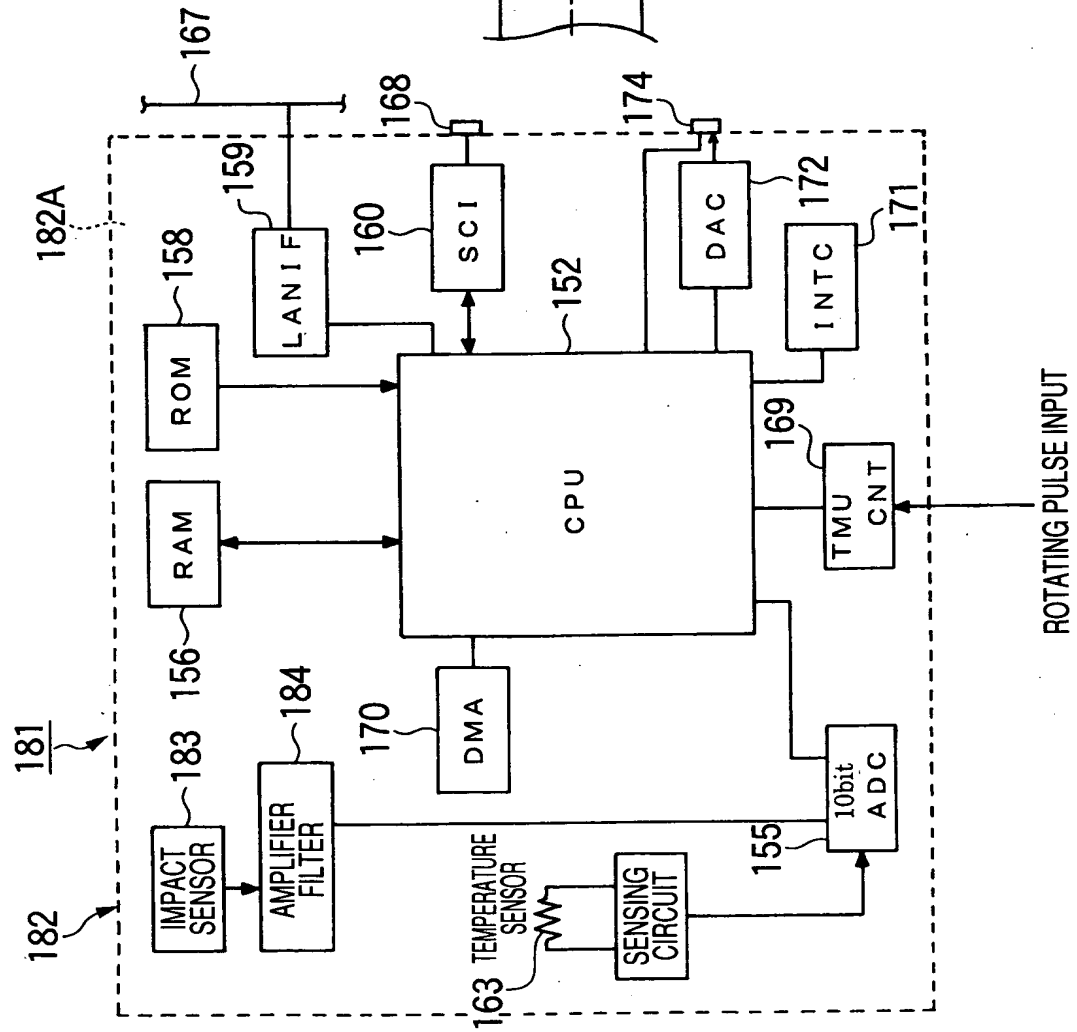 181
182
182A
167
IMPACT
SENSOR
183
RAM
156
ROM
158
LANIF
159
168
AMPLIFIER
FILTER
184
DMA
170
CPU
152
SCI
160
174
TEMPERATURE
SENSOR
163
SENSING
CIRCUIT
10bit
ADC
155
TMU
CNT
169
INTC
171
DAC
172
ROTATING PULSE INPUT